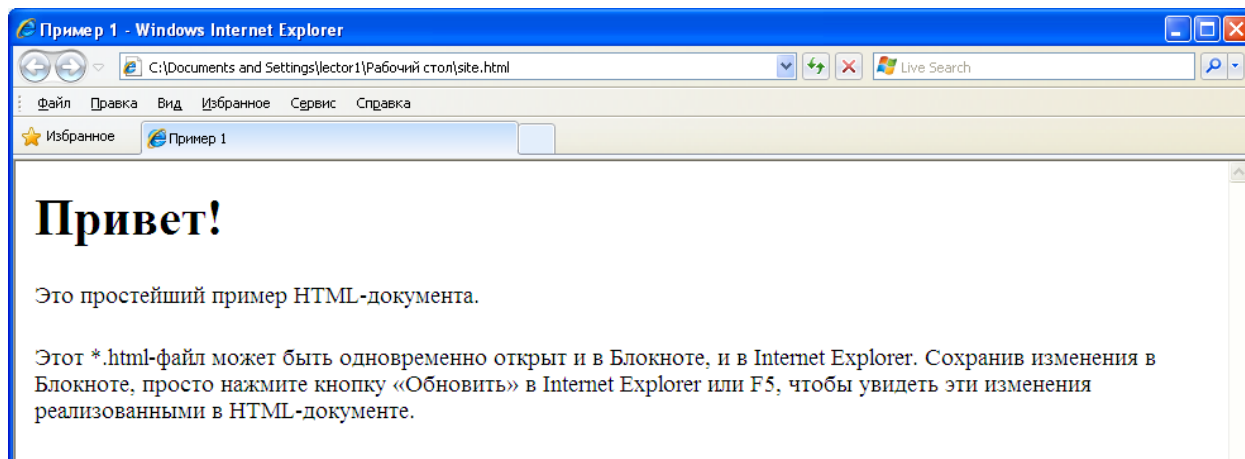 Пример 1 - Windows Internet Explorer
C:\Documents and Settings\lector1\Рабочий стол\site.html
Live Search
Файл Правка Вид Избранное Сервис Справка
Избранное
Пример 1
Привет!
Это простейший пример HTML-документа.
Этот *.html-файл может быть одновременно открыт и в Блокноте, и в Internet Explorer. Сохранив изменения в
Блокноте, просто нажмите кнопку «Обновить» в Internet Explorer или F5, чтобы увидеть эти изменения
реализованными в HTML-документе.